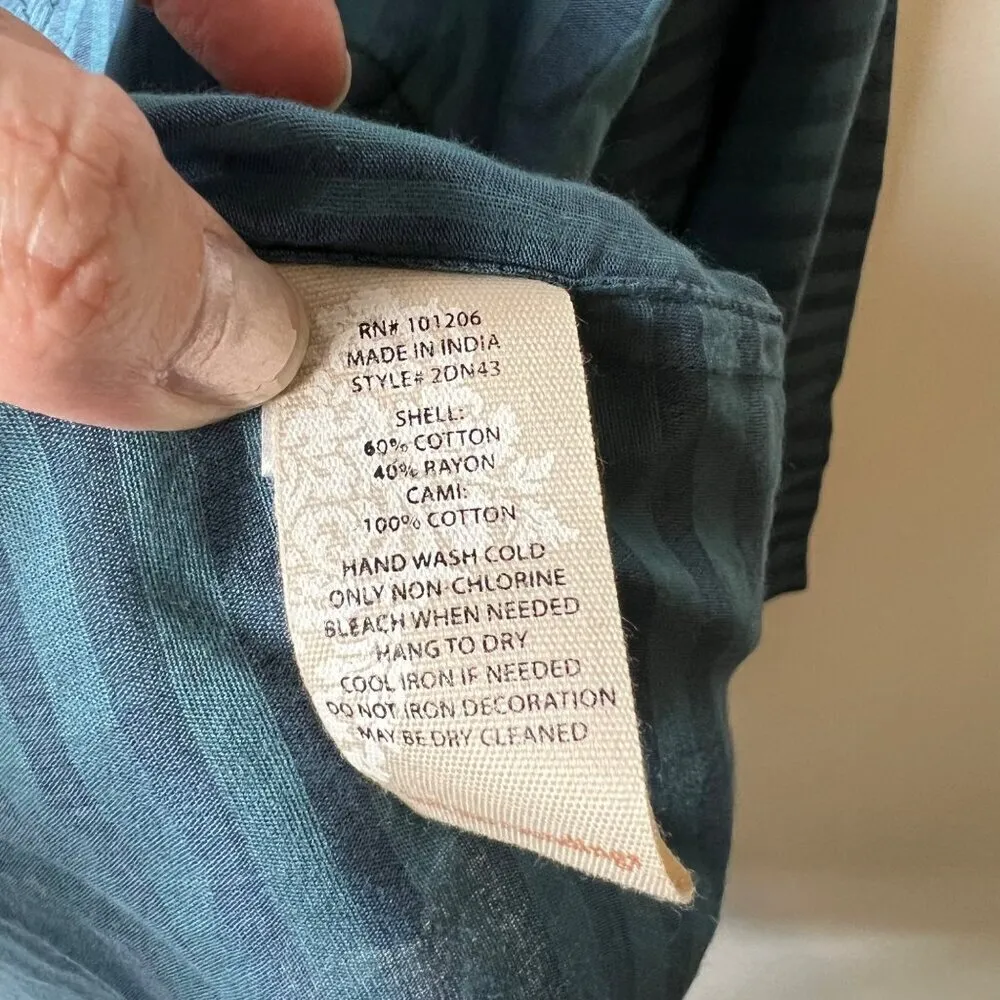 RN# 101206
MADE IN INDIA
STYLE# 2DN43
SHELL:
60% COTTON
40% RAYON
CAMI:
100% COTTON
HAND WASH COLD
ONLY NON-CHLORINE
BLEACH WHEN NEEDED
HANG TO DRY
COOL IRON IF NEEDED
DO NOT IRON DECORATION
MAY BE DRY CLEANED